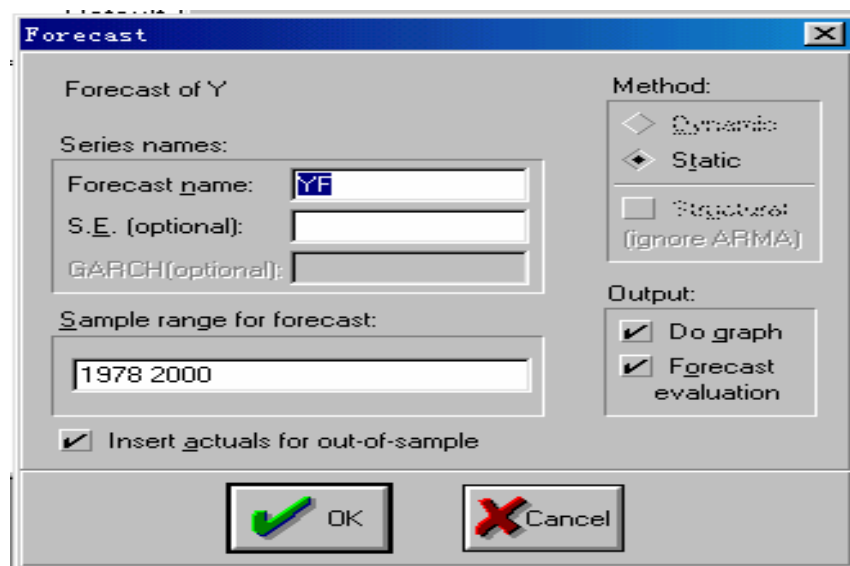 Forecast
Forecast of Y
Series names:
Forecast name:
YF
S.E. (optional):
GARCH(optional):
Sample range for forecast:
1978 2000
Insert actuals for out-of-sample
Method:
Dynamic
Static
Structural
(ignore ARMA)
Output:
Do graph
Forecast
evaluation
OK
Cancel